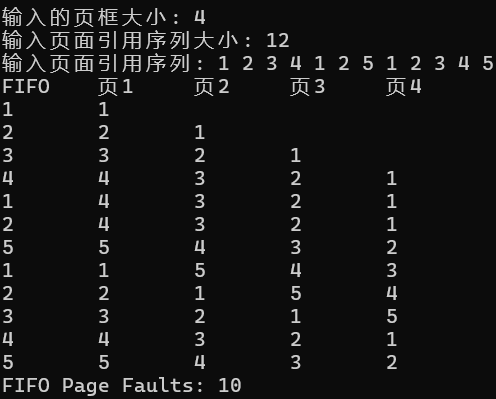 输入的页框大小: 4
输入页面引用序列大小: 12
输入页面引用序列: 1 2 3 4 1 2 5 1 2 3 4 5
FIFO 页1 页2 页3 页4
1 1
2 2 1
3 3 2 1
4 4 3 2 1
1 4 3 2 1
2 4 3 2 1
5 5 4 3 2
1 1 5 4 3
2 2 1 5 4
3 3 2 1 5
4 4 3 2 1
5 5 4 3 2
FIFO Page Faults: 10